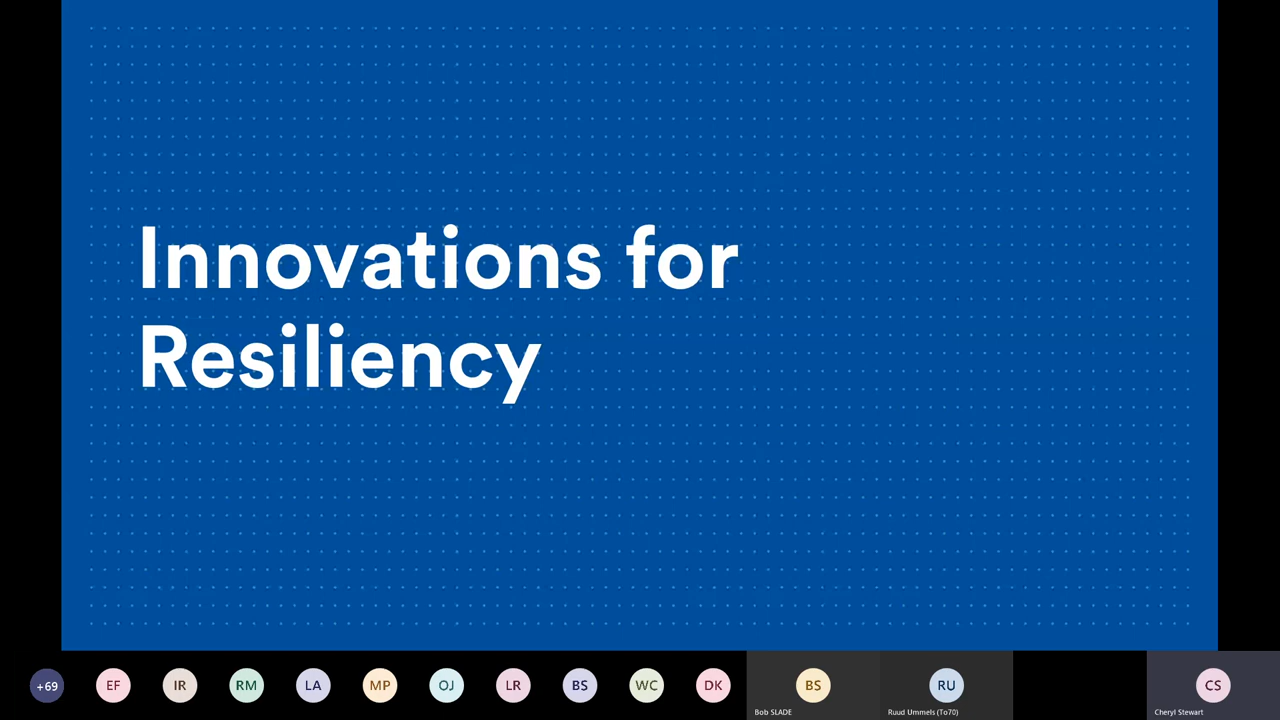 Innovations for
Resiliency
+69
EF
IR
RM
LA
MP
OJ
LR
BS
WC
DK
BS
Bob SLADE
RU
Ruud Ummels (To70)
CS
Cheryl Stewart